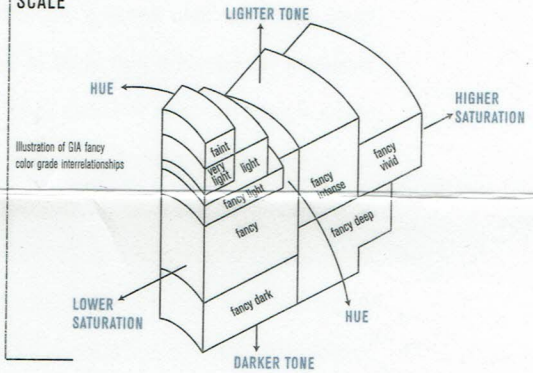 SCALE
LIGHTER TONE
HUE
HIGHER
SATURATION
Illustration of GIA fancy
color grade interrelationships
faint
very
light
light
fancy light
fancy
intense
fancy
vivid
fancy
fancy deep
fancy dark
LOWER
SATURATION
HUE
DARKER TONE